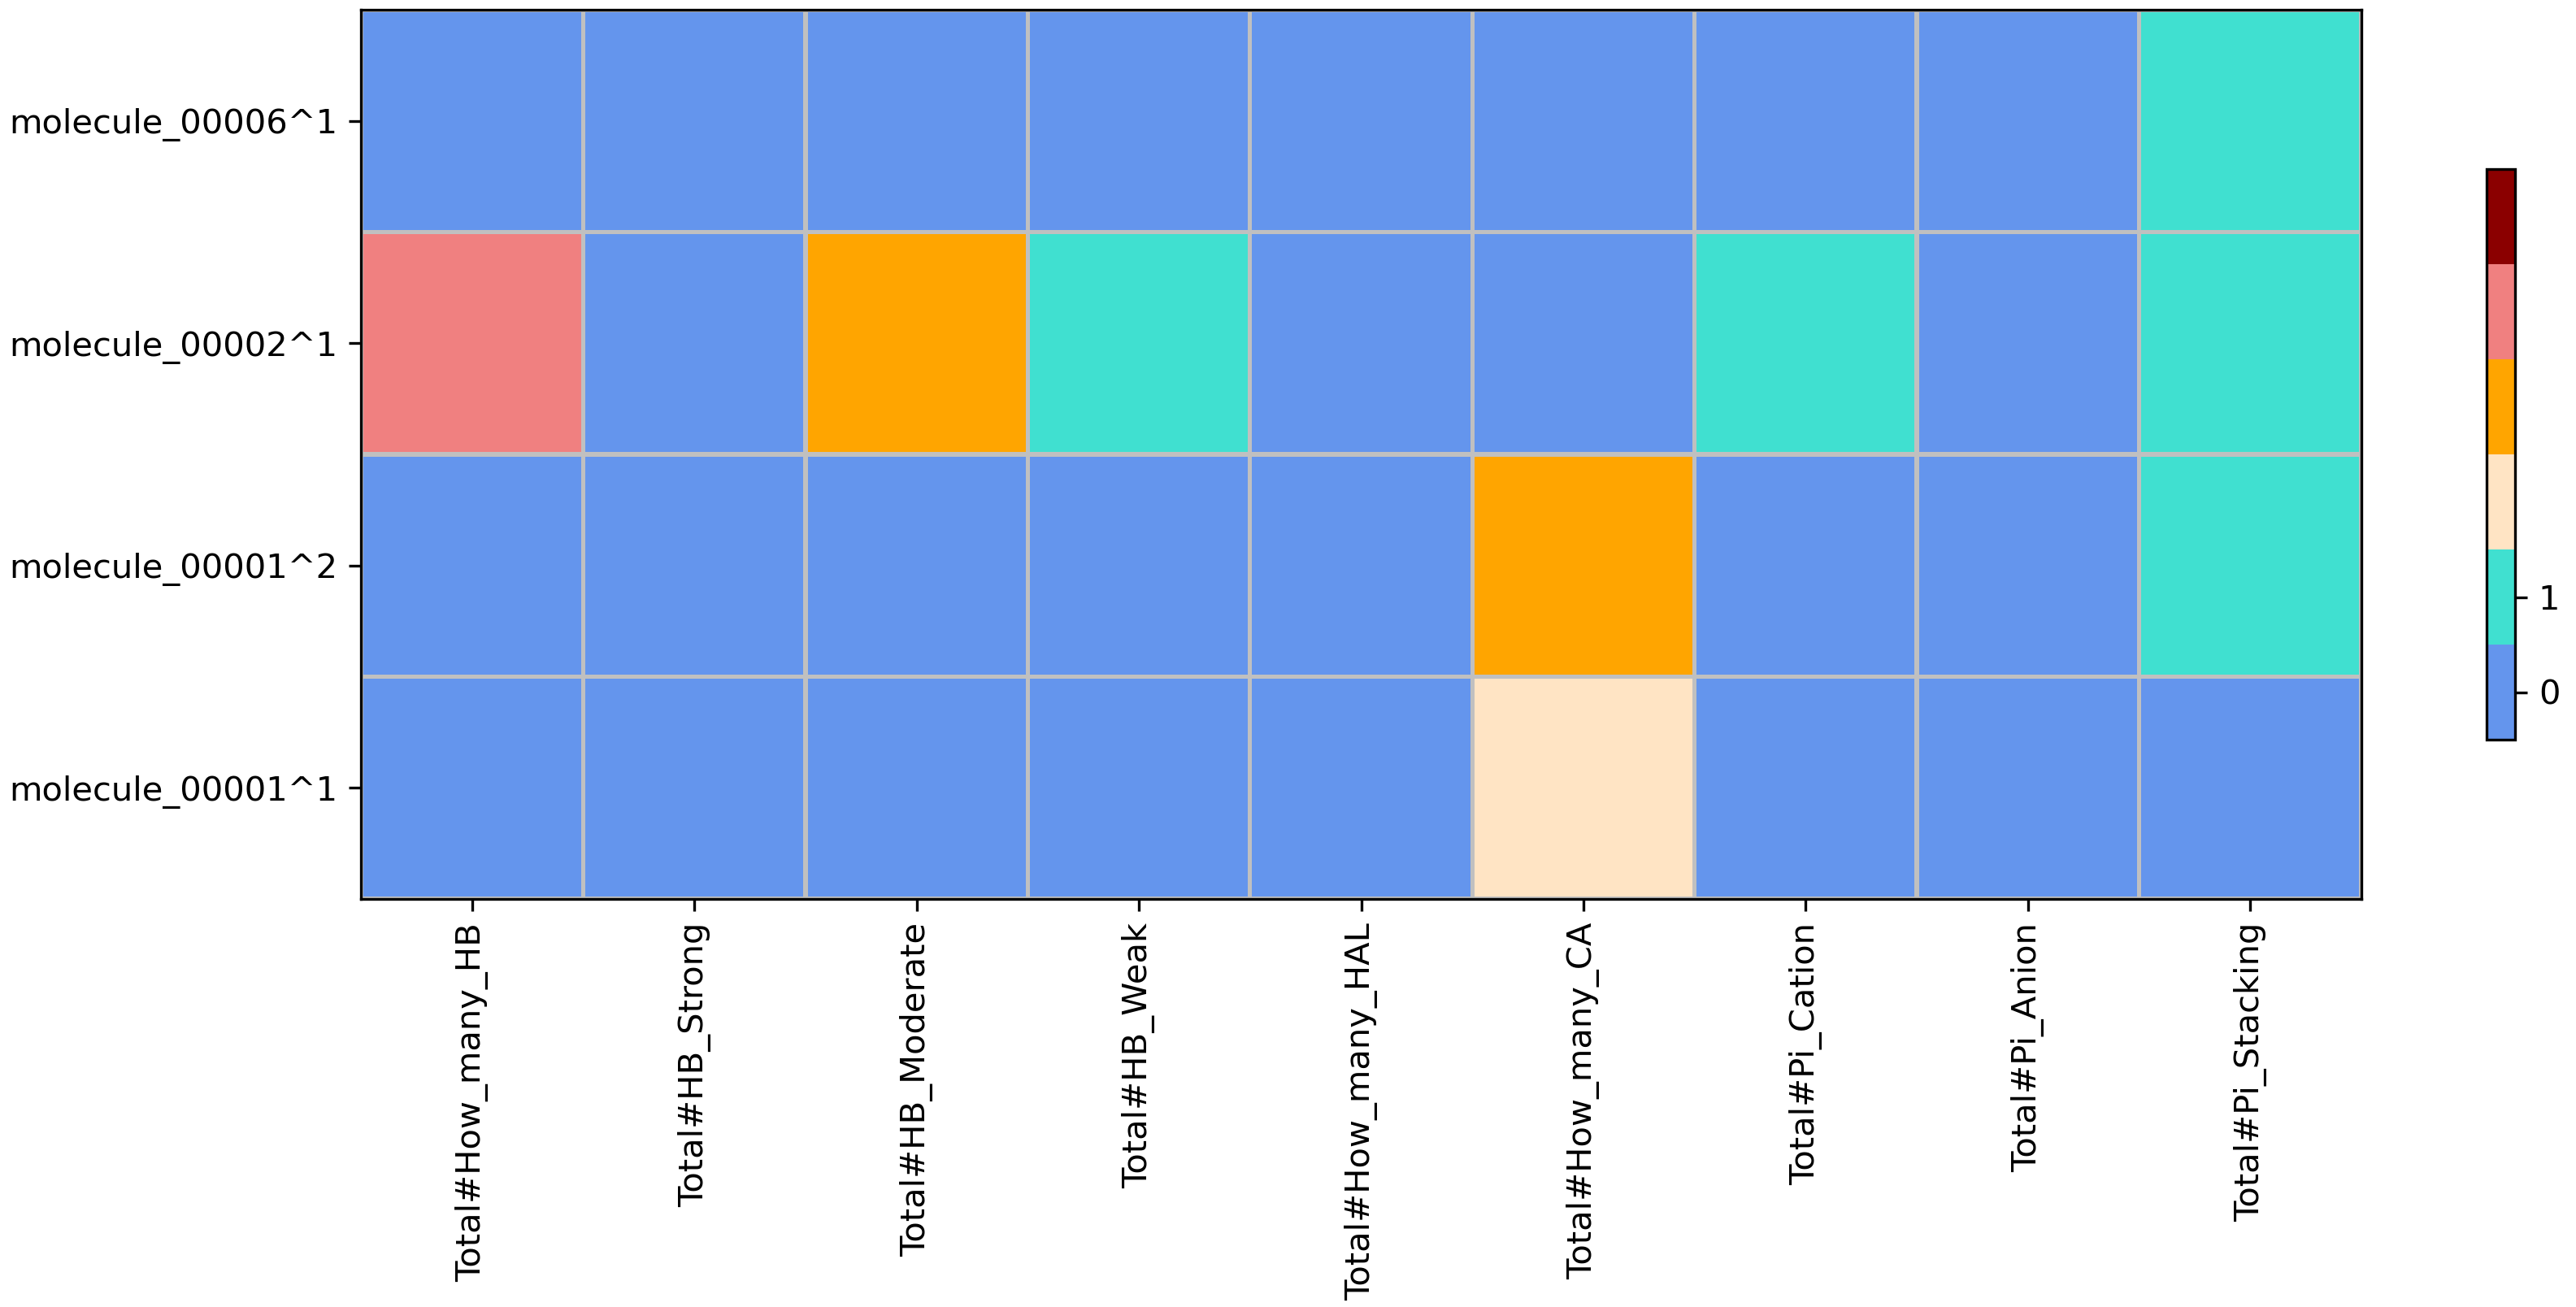 molecule_00006^1
molecule_00002^1
molecule_00001^2
molecule_00001^1
1
0
Total#How_many_HB
Total#HB_Strong
Total#HB_Moderate
Total#HB_Weak
Total#How_many_HAL
Total#How_many_CA
Total#Pi_Cation
Total#Pi_Anion
Total#Pi_Stacking